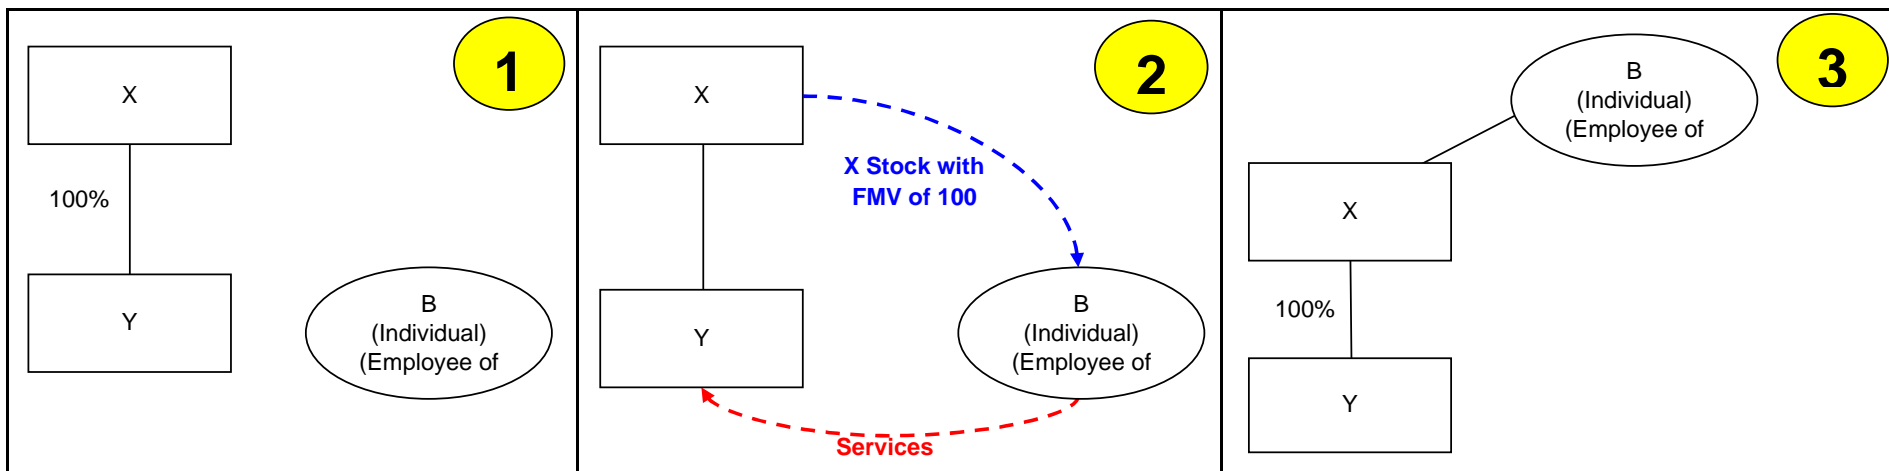 1
X
100%
Y
B
(Individual)
(Employee of
2
X
X Stock with
FMV of 100
Y
B
(Individual)
(Employee of
Services
3
B
(Individual)
(Employee of
X
100%
Y